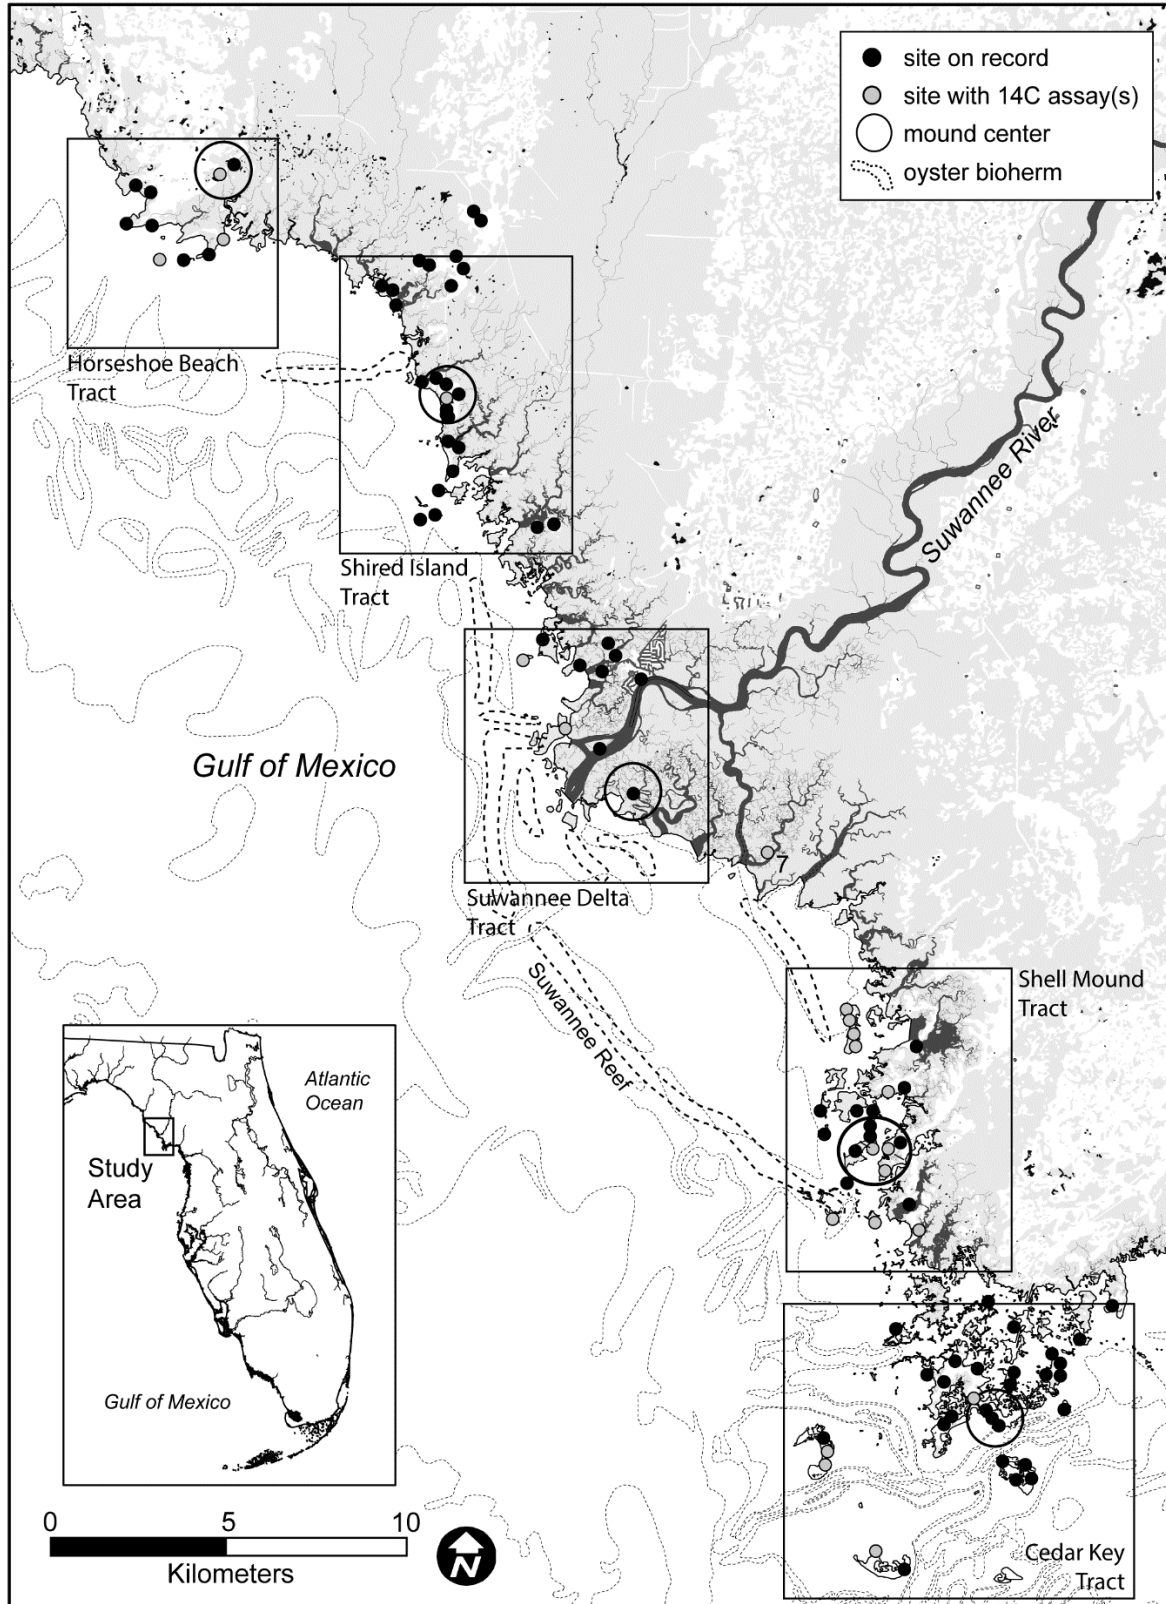 site on record
site with 14C assay(s)
mound center
oyster bioherm
Horseshoe Beach
Tract
Suwannee River
Shired Island
Tract
Gulf of Mexico
7
Suwannee Delta
Tract
Suwannee Reef
Shell Mound
Tract
Atlantic
Ocean
Study
Area
Gulf of Mexico
0 5 10
Kilometers
N
Cedar Key
Tract